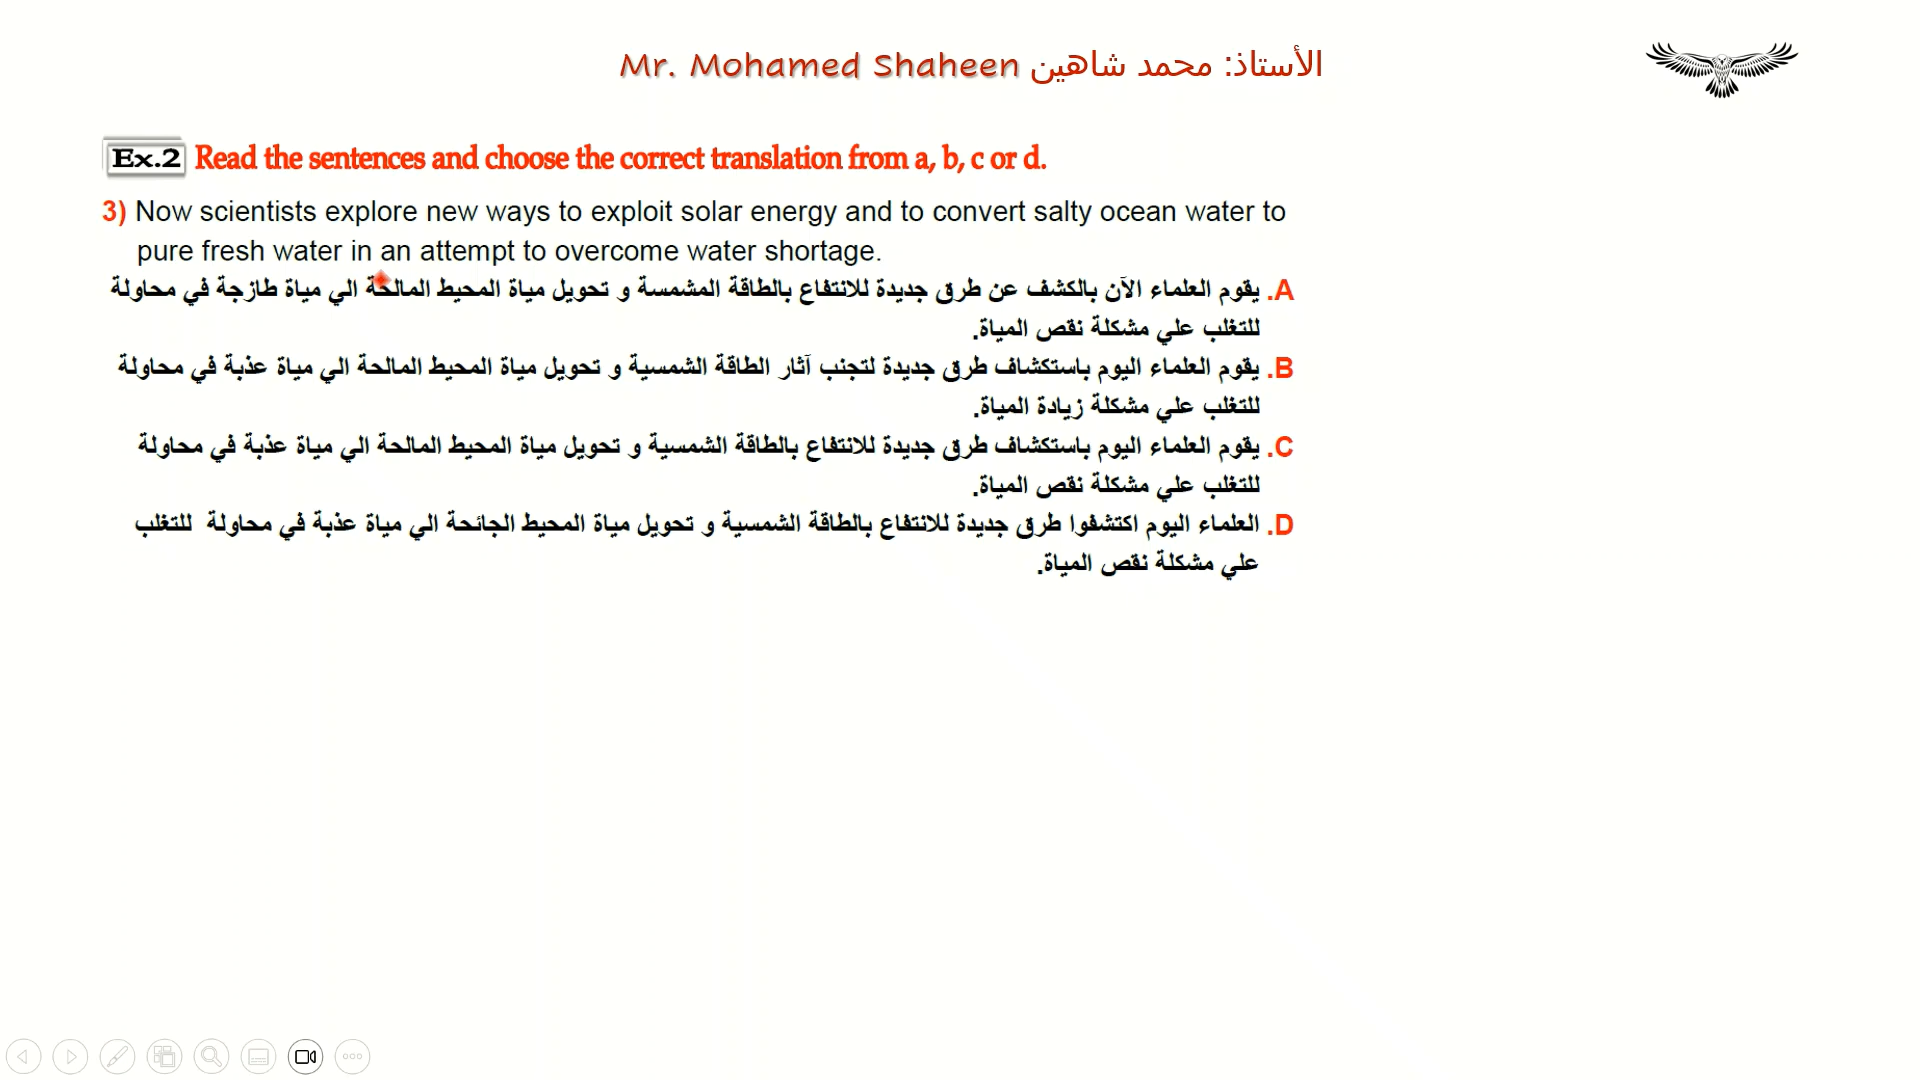 Mr. Mohamed Shaheen الأستاذ: محمد شاهين
Ex.2 Read the sentences and choose the correct translation from a, b, c or d.
3) Now scientists explore new ways to exploit solar energy and to convert salty ocean water to
pure fresh water in an attempt to overcome water shortage.
A. يقوم العلماء الآن بالكشف عن طرق جديدة للانتفاع بالطاقة المشمسة و تحويل مياة المحيط المالحة الي مياة طازجة في محاولة
للتغلب علي مشكلة نقص المياة.
B. يقوم العلماء اليوم باستكشاف طرق جديدة لتجنب آثار الطاقة الشمسية و تحويل مياة المحيط المالحة الي مياة عذبة في محاولة
للتغلب علي مشكلة زيادة المياة.
C. يقوم العلماء اليوم باستكشاف طرق جديدة للانتفاع بالطاقة الشمسية و تحويل مياة المحيط المالحة الي مياة عذبة في محاولة
للتغلب علي مشكلة نقص المياة.
D. العلماء اليوم اكتشفوا طرق جديدة للانتفاع بالطاقة الشمسية و تحويل مياة المحيط الجائحة الي مياة عذبة في محاولة للتغلب
علي مشكلة نقص المياة.